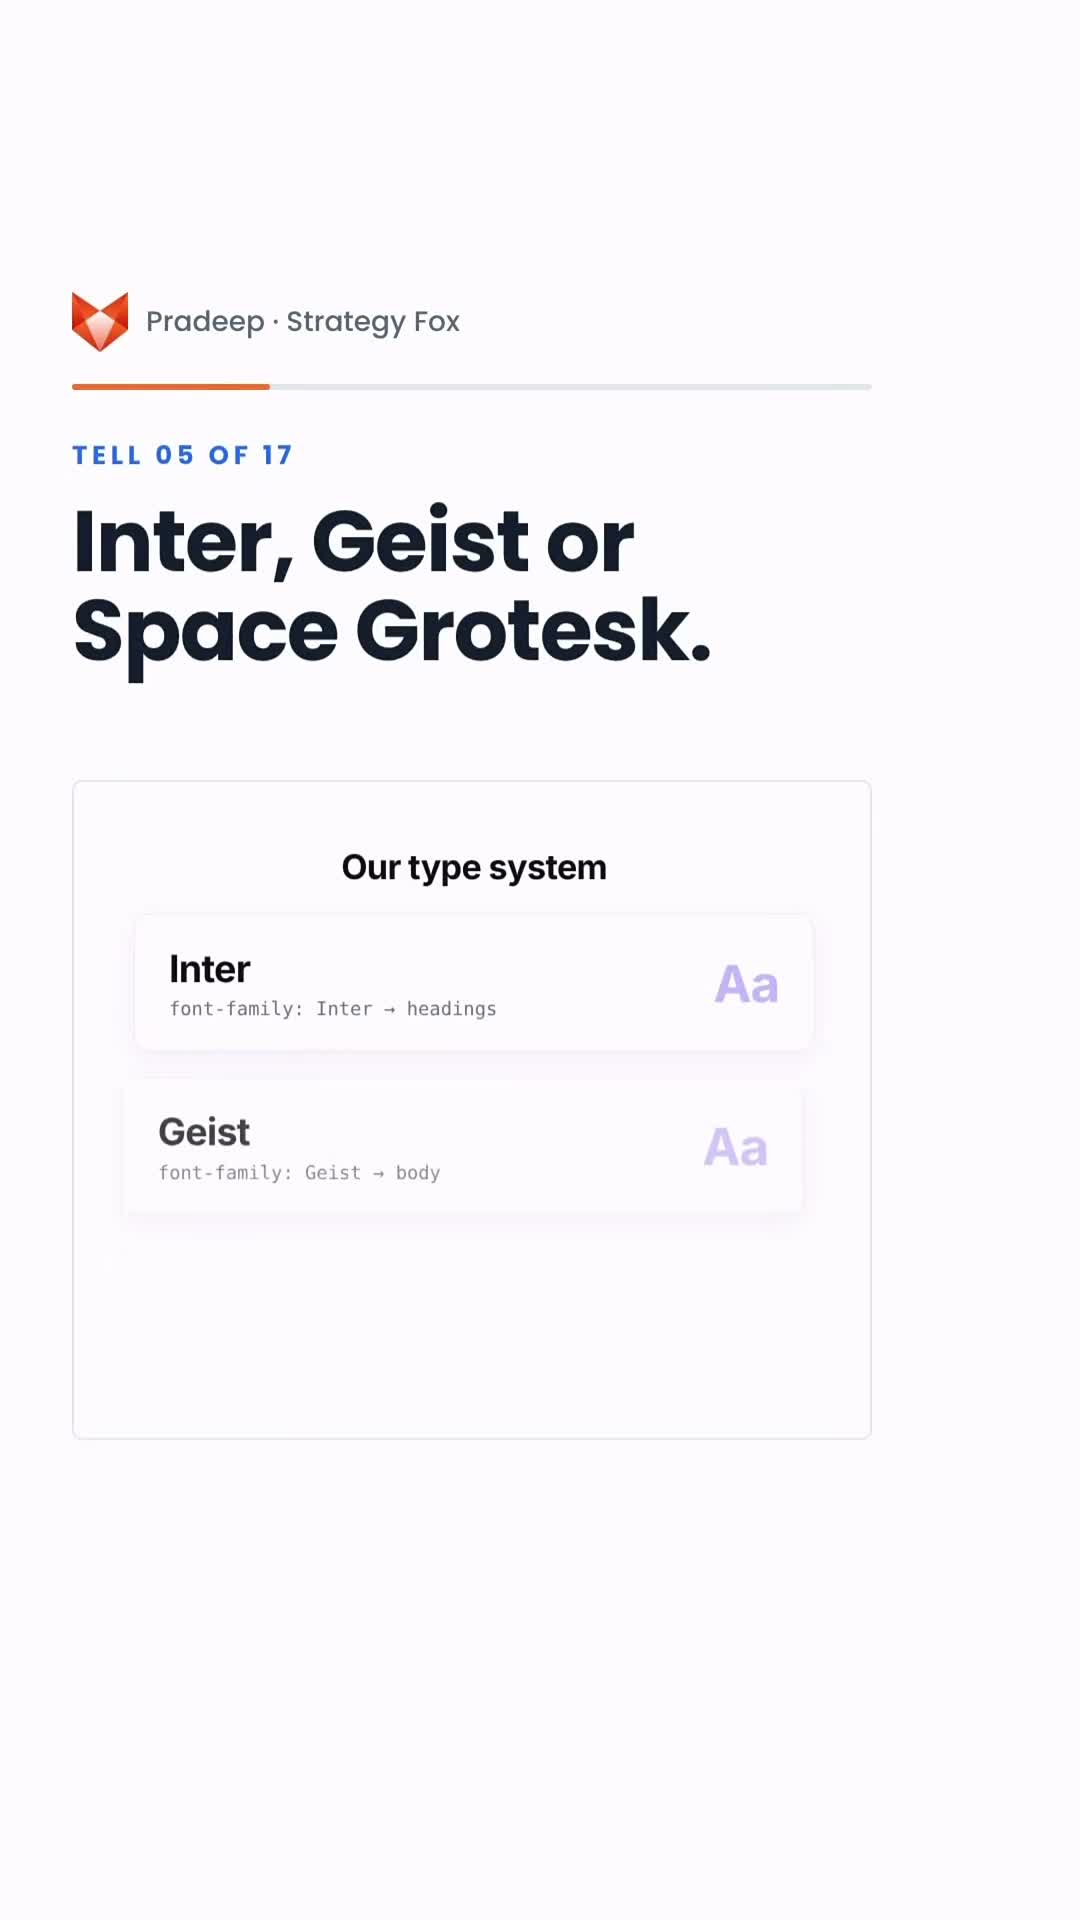 Pradeep · Strategy Fox
TELL 05 OF 17
Inter, Geist or
Space Grotesk.
Our type system
Inter
font-family: Inter → headings
Aa
Geist
font-family: Geist → body
Aa